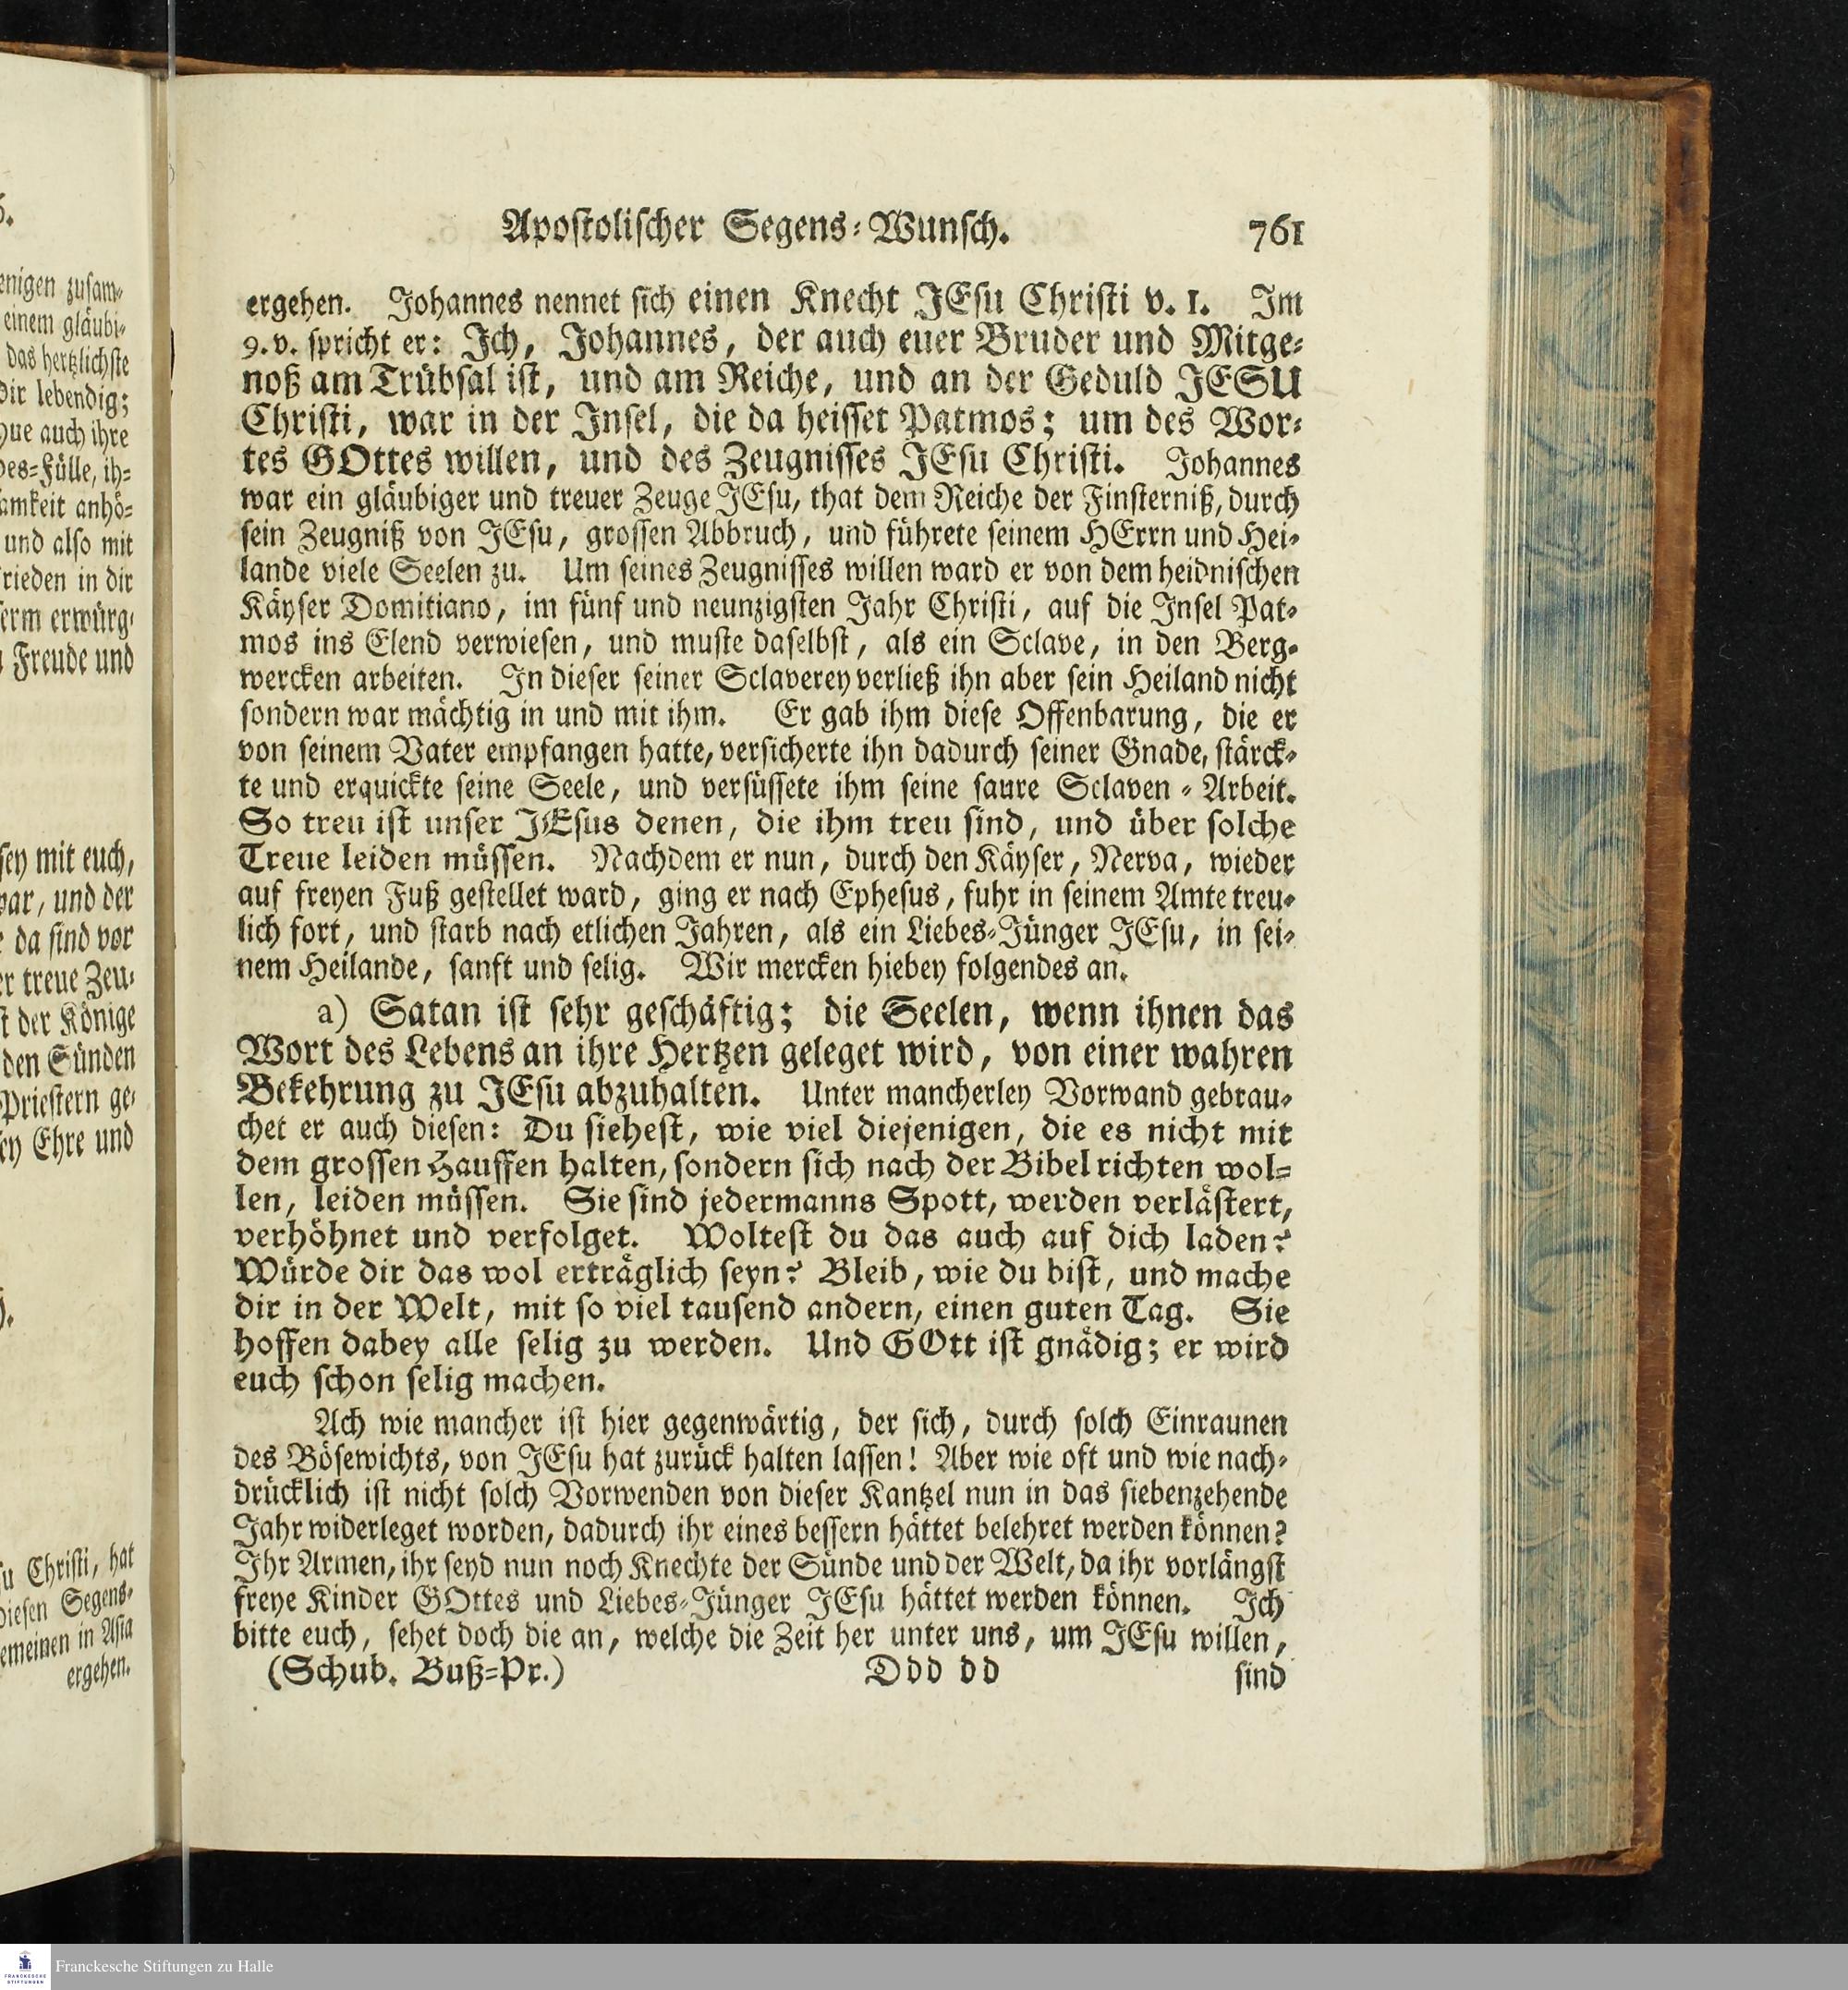 Apostolischer Segens-Wunsch. 761
ergehen. Johannes nennet sich einen Knecht JEsu Christi v. 1. Im
9. v. spricht er: Ich, Johannes, der auch euer Bruder und Mitge-
noß am Trübsal ist, und am Reiche, und an der Geduld JESU
Christi, war in der Insel, die da heisset Patmos; um des Wor-
tes GOttes willen, und des Zeugnisses JEsu Christi. Johannes
war ein gläubiger und treuer Zeuge JEsu, that dem Reiche der Finsterniß, durch
sein Zeugniß von JEsu, grossen Abbruch, und führete seinem HErrn und Hei-
lande viele Seelen zu. Um seines Zeugnisses willen ward er von dem heidnischen
Käyser Domitiano, im fünf und neunzigsten Jahr Christi, auf die Insel Pat-
mos ins Elend verwiesen, und muste daselbst, als ein Sclave, in den Berg-
wercken arbeiten. In dieser seiner Sclaverey verließ ihn aber sein Heiland nicht
sondern war mächtig in und mit ihm. Er gab ihm diese Offenbarung, die er
von seinem Vater empfangen hatte, versicherte ihn dadurch seiner Gnade, stärck-
te und erquickte seine Seele, und versüssete ihm seine saure Sclaven-Arbeit.
So treu ist unser JEsus denen, die ihm treu sind, und über solche
Treue leiden müssen. Nachdem er nun, durch den Käyser, Nerva, wieder
auf freyen Fuß gestellet ward, ging er nach Ephesus, fuhr in seinem Amte treu-
lich fort, und starb nach etlichen Jahren, als ein Liebes-Jünger JEsu, in sei-
nem Heilande, sanft und selig. Wir mercken hiebey folgendes an.
a) Satan ist sehr geschäftig; die Seelen, wenn ihnen das
Wort des Lebens an ihre Hertzen geleget wird, von einer wahren
Bekehrung zu JEsu abzuhalten. Unter mancherley Vorwand gebrau-
chet er auch diesen: Du siehest, wie viel diejenigen, die es nicht mit
dem grossen Hauffen halten, sondern sich nach der Bibel richten wol-
len, leiden müssen. Sie sind jedermanns Spott, werden verlästert,
verhöhnet und verfolget. Woltest du das auch auf dich laden?
Würde dir das wol erträglich seyn? Bleib, wie du bist, und mache
dir in der Welt, mit so viel tausend andern, einen guten Tag. Sie
hoffen dabey alle selig zu werden. Und GOtt ist gnädig; er wird
euch schon selig machen.
Ach wie mancher ist hier gegenwärtig, der sich, durch solch Einraunen
des Bösewichts, von JEsu hat zurück halten lassen! Aber wie oft und wie nach-
drücklich ist nicht solch Vorwenden von dieser Kantzel nun in das siebenzehende
Jahr widerleget worden, dadurch ihr eines bessern hättet belehret werden können?
Ihr Armen, ihr seyd nun noch Knechte der Sünde und der Welt, da ihr vorlängst
freye Kinder GOttes und Liebes-Jünger JEsu hättet werden können. Ich
bitte euch, sehet doch die an, welche die Zeit her unter uns, um JEsu willen,
(Schub. Buß-Pr.) Ddd dd sind
Franckesche Stiftungen zu Halle